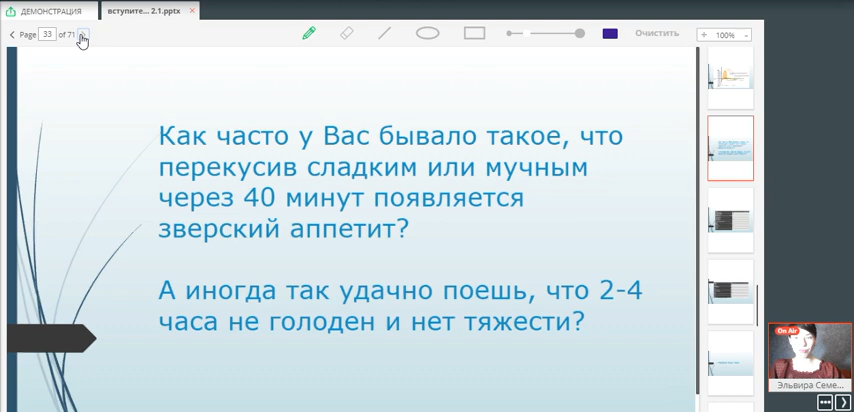 ДЕМОНСТРАЦИЯ
вступите... 2.1.pptx
Page 33 of 71
Очистить
100%
Как часто у Вас бывало такое, что
перекусив сладким или мучным
через 40 минут появляется
зверский аппетит?
А иногда так удачно поешь, что 2-4
часа не голоден и нет тяжести?
On Air
Эльвира Семе...